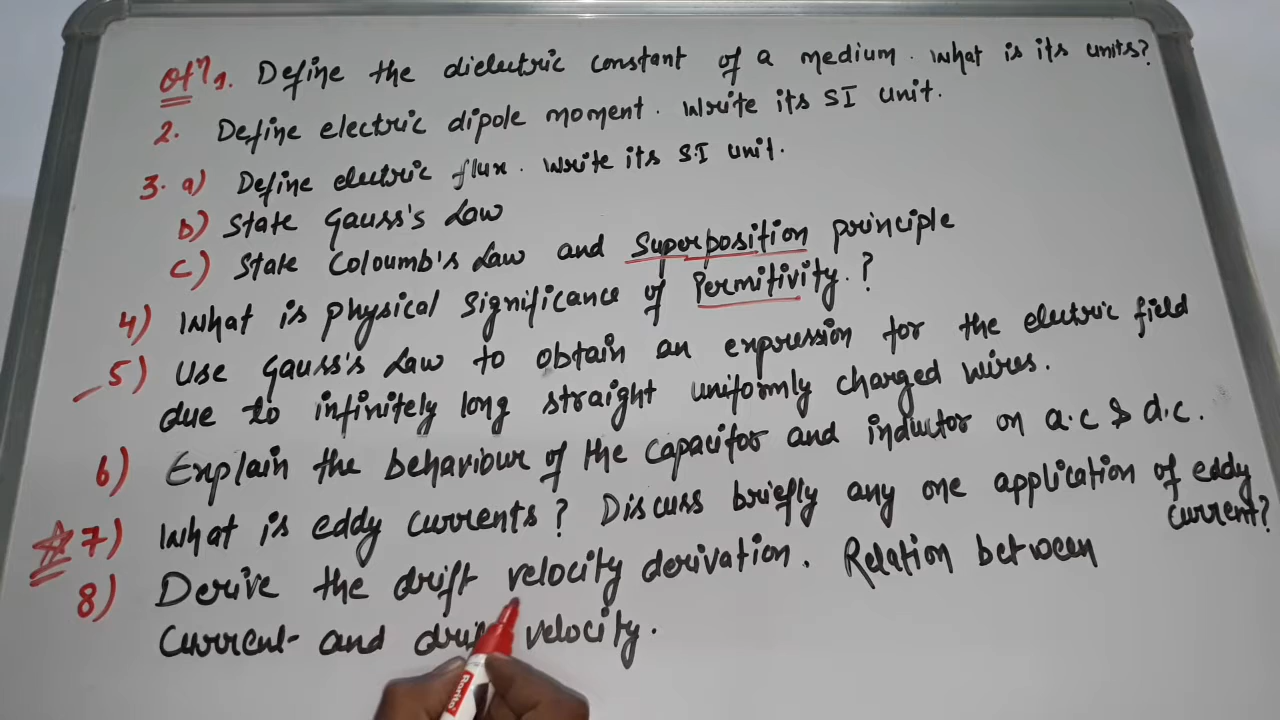 1. Define the dielectric constant of a medium. What is its units?
2. Define electric dipole moment. Write its SI unit.
3. a) Define electric flux. Write its S.I unit.
b) State Gauss's Law
c) State Coloumb's Law and Superposition principle
4) What is physical significance of Permitivity.?
5) Use Gauss's Law to obtain an expression for the electric field
due to infinitely long straight uniformly charged wires.
6) Explain the behaviour of the capacitor and inductor on a.c & d.c.
7) What is eddy currents? Discuss briefly any one application of eddy
current?
8) Derive the drift velocity derivation. Relation between
Current and drift velocity.